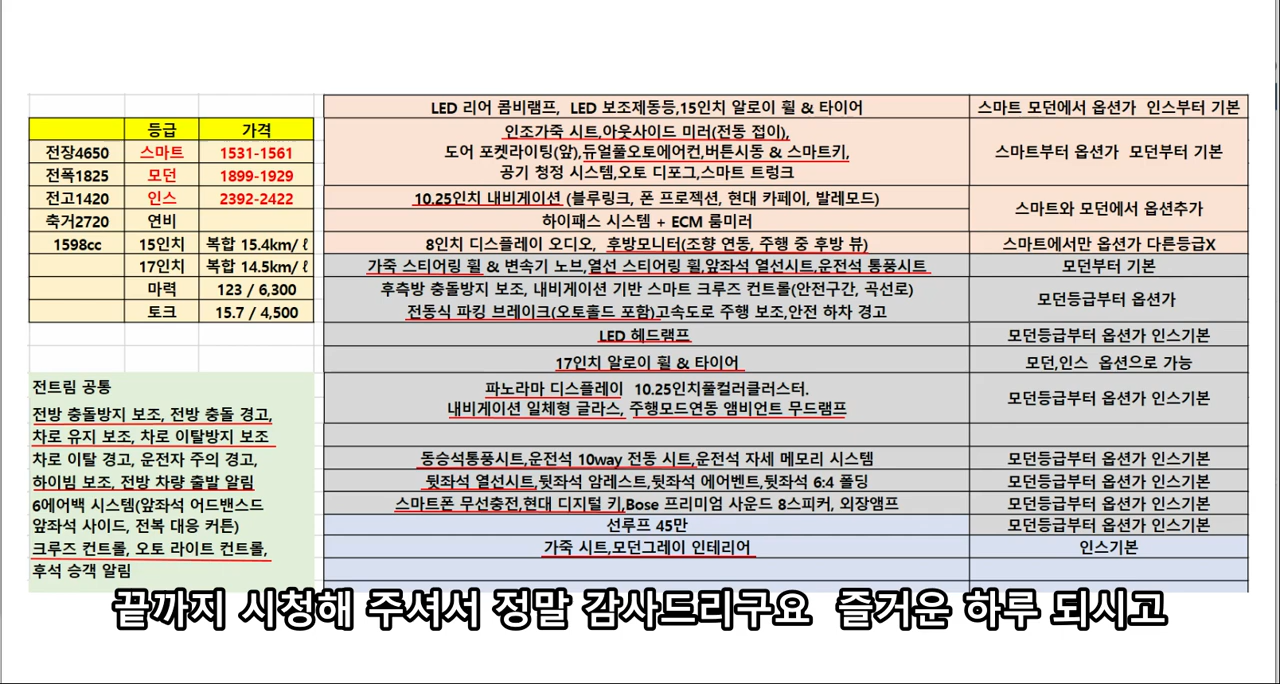 등급 가격
전장4650 스마트 1531-1561
전폭1825 모던 1899-1929
전고1420 인스 2392-2422
축거2720 연비
1598cc 15인치 복합 15.4km/ℓ
17인치 복합 14.5km/ℓ
마력 123 / 6,300
토크 15.7 / 4,500
전트림 공통
전방 충돌방지 보조, 전방 충돌 경고,
차로 유지 보조, 차로 이탈방지 보조
차로 이탈 경고, 운전자 주의 경고,
하이빔 보조, 전방 차량 출발 알림
6에어백 시스템(앞좌석 어드밴스드
앞좌석 사이드, 전복 대응 커튼)
크루즈 컨트롤, 오토 라이트 컨트롤,
후석 승객 알림
LED 리어 콤비램프, LED 보조제동등,15인치 알로이 휠 & 타이어 스마트 모던에서 옵션가 인스부터 기본
인조가죽 시트,아웃사이드 미러(전동 접이),
도어 포켓라이팅(앞),듀얼풀오토에어컨,버튼시동 & 스마트키, 스마트부터 옵션가 모던부터 기본
공기 청정 시스템,오토 디포그,스마트 트렁크
10.25인치 내비게이션 (블루링크, 폰 프로젝션, 현대 카페이, 발레모드) 스마트와 모던에서 옵션추가
하이패스 시스템 + ECM 룸미러
8인치 디스플레이 오디오, 후방모니터(조향 연동, 주행 중 후방 뷰) 스마트에서만 옵션가 다른등급X
가죽 스티어링 휠 & 변속기 노브,열선 스티어링 휠,앞좌석 열선시트,운전석 통풍시트 모던부터 기본
후측방 충돌방지 보조, 내비게이션 기반 스마트 크루즈 컨트롤(안전구간, 곡선로) 모던등급부터 옵션가
전동식 파킹 브레이크(오토홀드 포함)고속도로 주행 보조,안전 하차 경고
LED 헤드램프 모던등급부터 옵션가 인스기본
17인치 알로이 휠 & 타이어 모던,인스 옵션으로 가능
파노라마 디스플레이 10.25인치풀컬러클러스터. 모던등급부터 옵션가 인스기본
내비게이션 일체형 글라스, 주행모드연동 앰비언트 무드램프
동승석통풍시트,운전석 10way 전동 시트,운전석 자세 메모리 시스템 모던등급부터 옵션가 인스기본
뒷좌석 열선시트,뒷좌석 암레스트,뒷좌석 에어벤트,뒷좌석 6:4 폴딩 모던등급부터 옵션가 인스기본
스마트폰 무선충전,현대 디지털 키,Bose 프리미엄 사운드 8스피커, 외장앰프 모던등급부터 옵션가 인스기본
선루프 45만 모던등급부터 옵션가 인스기본
가죽 시트,모던그레이 인테리어 인스기본
끝까지 시청해 주셔서 정말 감사드리구요 즐거운 하루 되시고